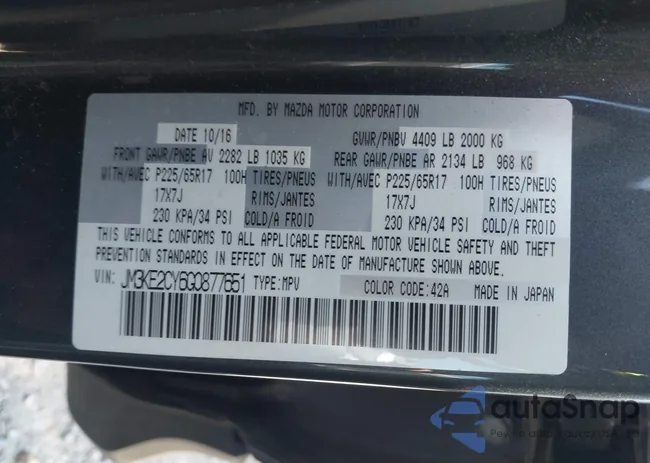 MFD. BY MAZDA MOTOR CORPORATION
DATE 10/16 GVWR/PNBV 4409 LB 2000 KG
FRONT GAWR/PNBE AV 2282 LB 1035 KG REAR GAWR/PNBE AR 2134 LB 968 KG
WITH/AVEC P225/65R17 100H TIRES/PNEUS WITH/AVEC P225/65R17 100H TIRES/PNEUS
17X7J RIMS/JANTES 17X7J RIMS/JANTES
230 KPA/34 PSI COLD/A FROID 230 KPA/34 PSI COLD/A FROID
THIS VEHICLE CONFORMS TO ALL APPLICABLE FEDERAL MOTOR VEHICLE SAFETY AND THEFT
PREVENTION STANDARDS IN EFFECT ON THE DATE OF MANUFACTURE SHOWN ABOVE.
VIN: JM3KE2CY6G0877651 TYPE:MPV COLOR CODE:42A MADE IN JAPAN
autoSnap